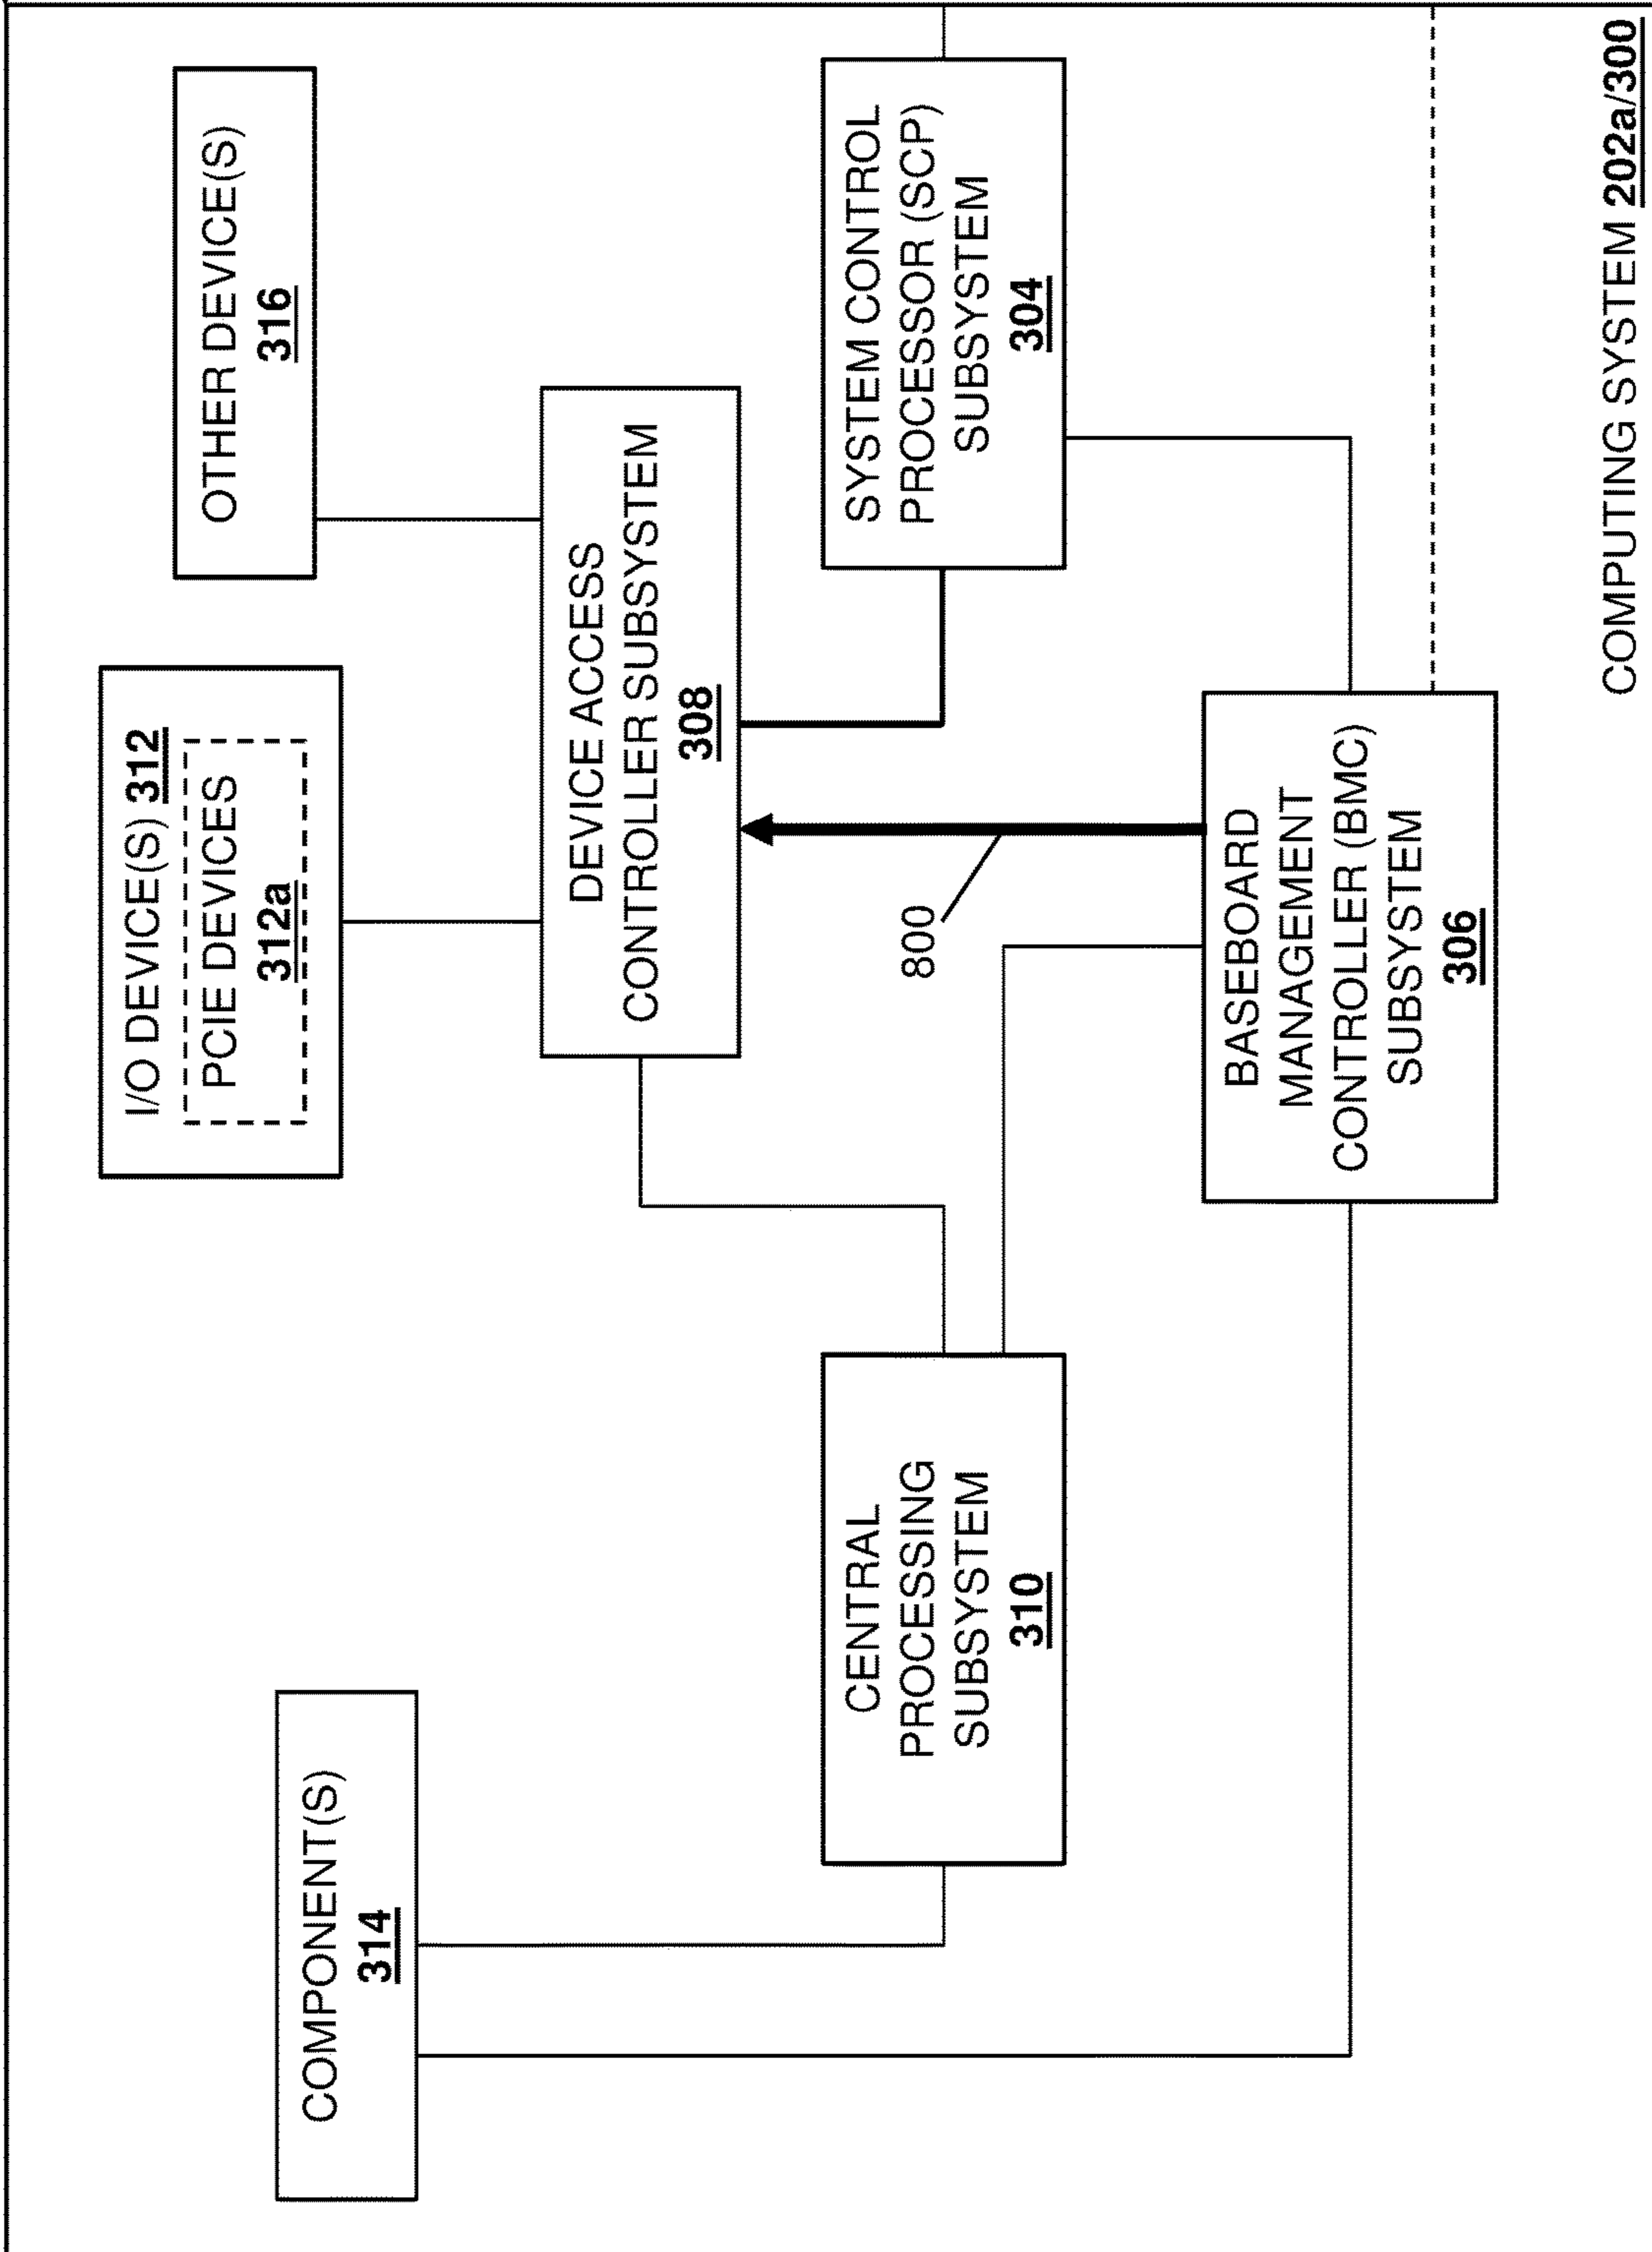 COMPONENT(S)
314
I/O DEVICE(S) 312
PCIE DEVICES
312a
OTHER DEVICE(S)
316
DEVICE ACCESS
CONTROLLER SUBSYSTEM
308
CENTRAL
PROCESSING
SUBSYSTEM
310
800
SYSTEM CONTROL
PROCESSOR (SCP)
SUBSYSTEM
304
BASEBOARD
MANAGEMENT
CONTROLLER (BMC)
SUBSYSTEM
306
COMPUTING SYSTEM 202a/300